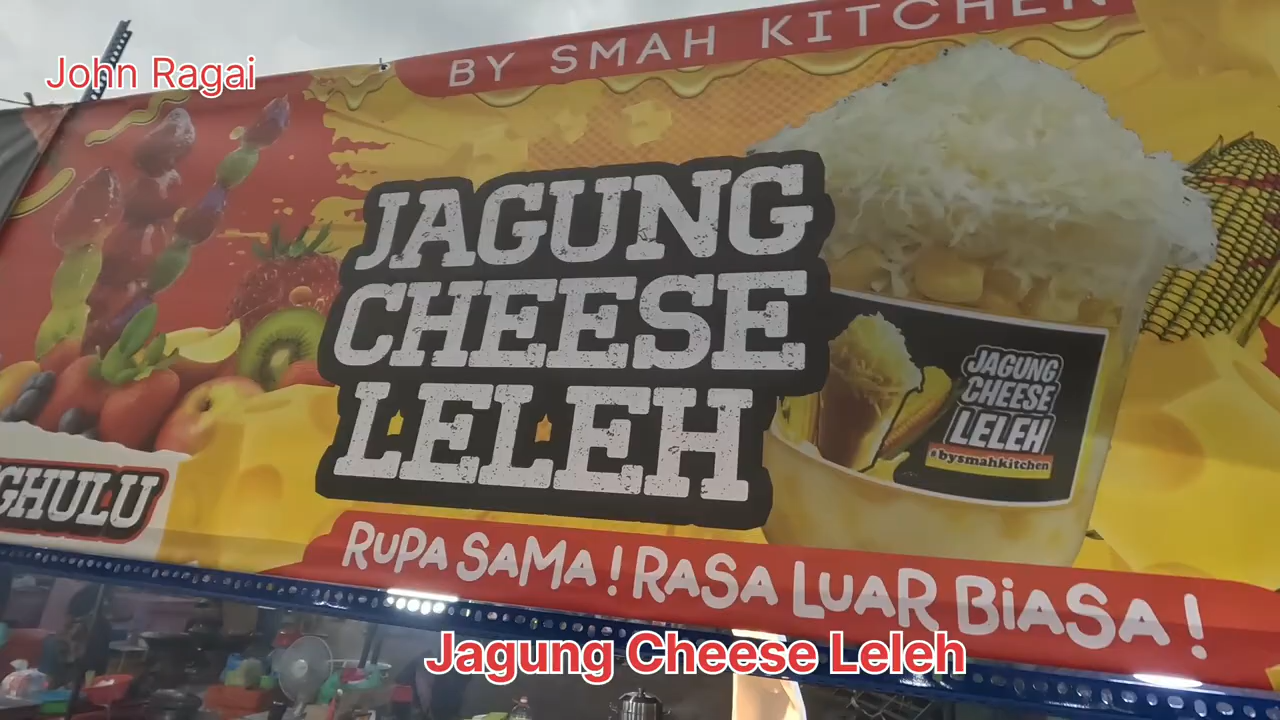 John Ragai
BY SMAH KITCHEN
JAGUNG
CHEESE
LELEH
JAGUNG
CHEESE
LELEH
#bysmahkitchen
GHULU
RUPA SAMA! RASA LUAR BIASA!
Jagung Cheese Leleh